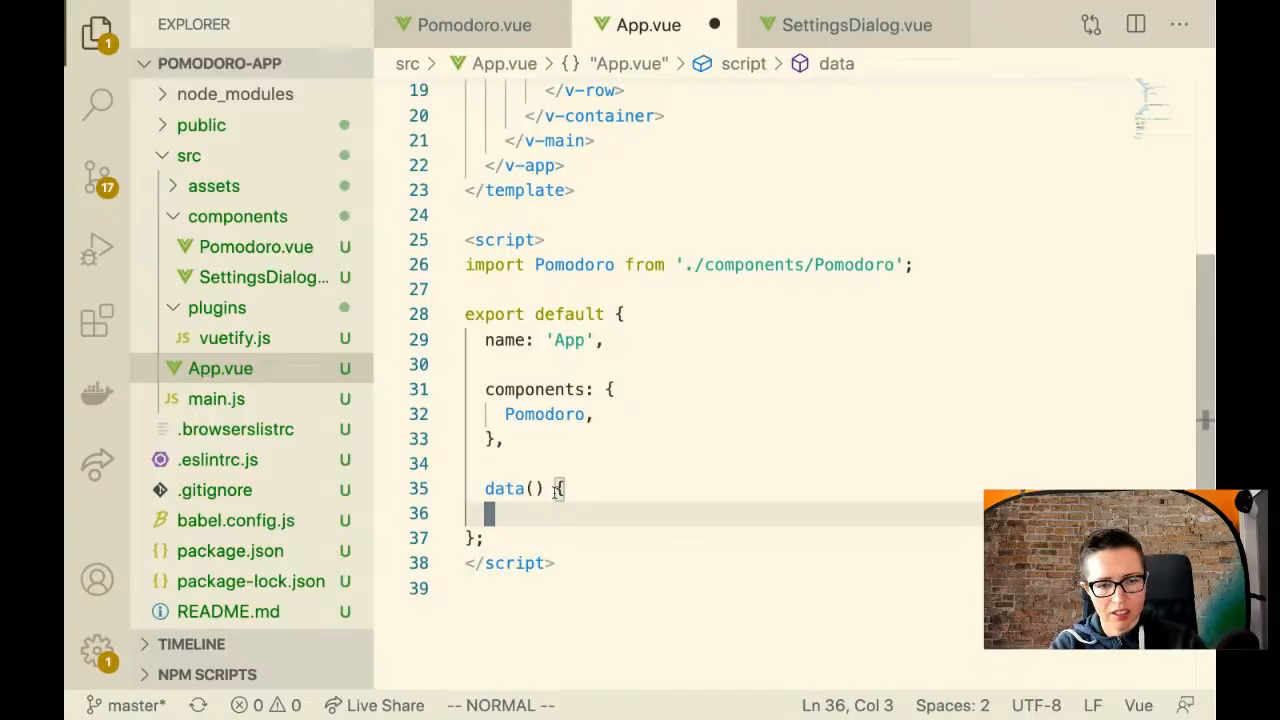 EXPLORER
Pomodoro.vue
App.vue
SettingsDialog.vue
1
POMODORO-APP
src > App.vue > {} "App.vue" > script > data
node_modules
public
src
assets
components
Pomodoro.vue U
SettingsDialog... U
plugins
JS vuetify.js U
App.vue U
JS main.js U
.browserslistrc U
.eslintrc.js U
.gitignore U
babel.config.js U
package.json U
package-lock.json U
README.md U
TIMELINE
NPM SCRIPTS
17
1
19 </v-row>
20 </v-container>
21 </v-main>
22 </v-app>
23 </template>
24
25 <script>
26 import Pomodoro from './components/Pomodoro';
27
28 export default {
29 name: 'App',
30
31 components: {
32 Pomodoro,
33 },
34
35 data() {
36
37 };
38 </script>
39
master* 0 0 Live Share -- NORMAL -- Ln 36, Col 3 Spaces: 2 UTF-8 LF Vue